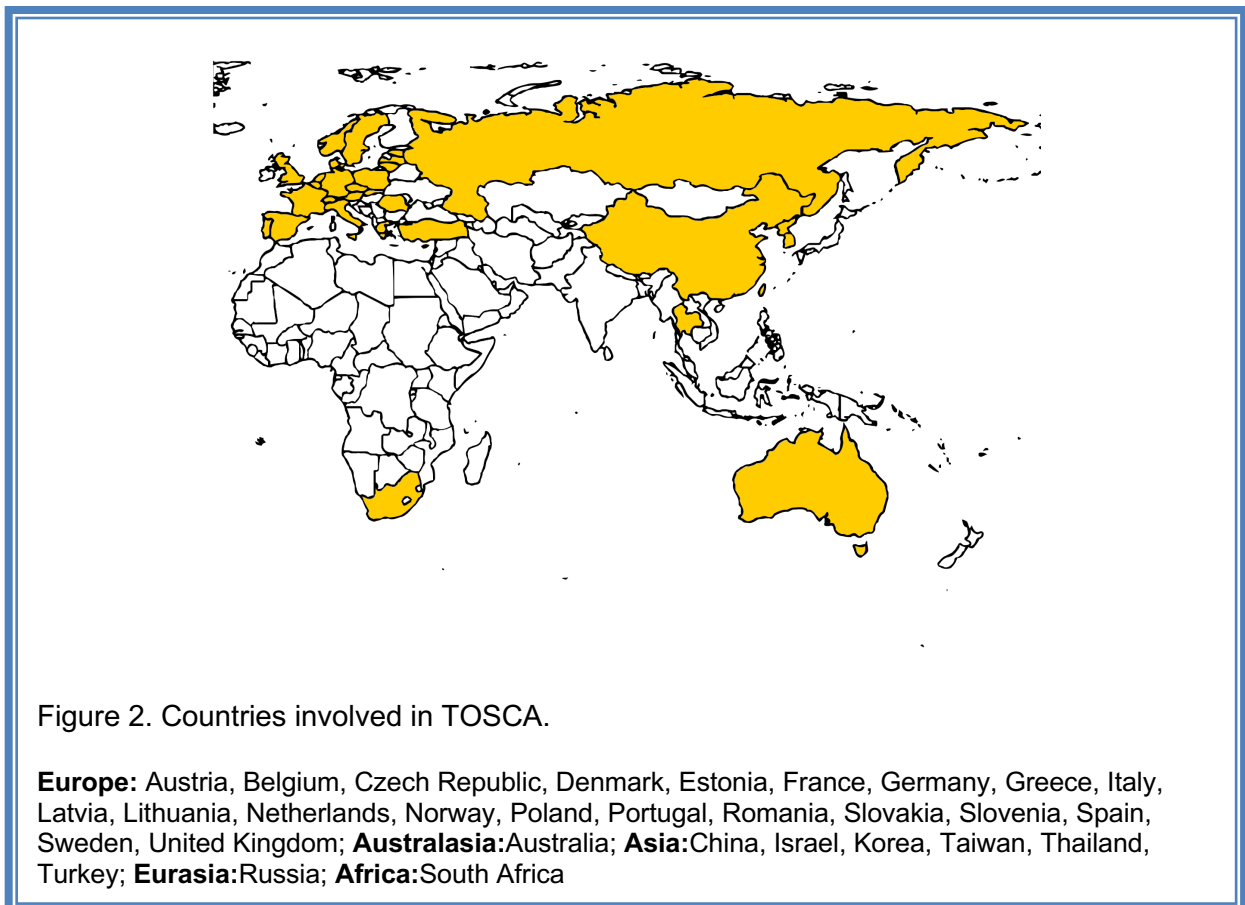 Figure 2. Countries involved in TOSCA.
Europe: Austria, Belgium, Czech Republic, Denmark, Estonia, France, Germany, Greece, Italy,
Latvia, Lithuania, Netherlands, Norway, Poland, Portugal, Romania, Slovakia, Slovenia, Spain,
Sweden, United Kingdom; Australasia:Australia; Asia:China, Israel, Korea, Taiwan, Thailand,
Turkey; Eurasia:Russia; Africa:South Africa